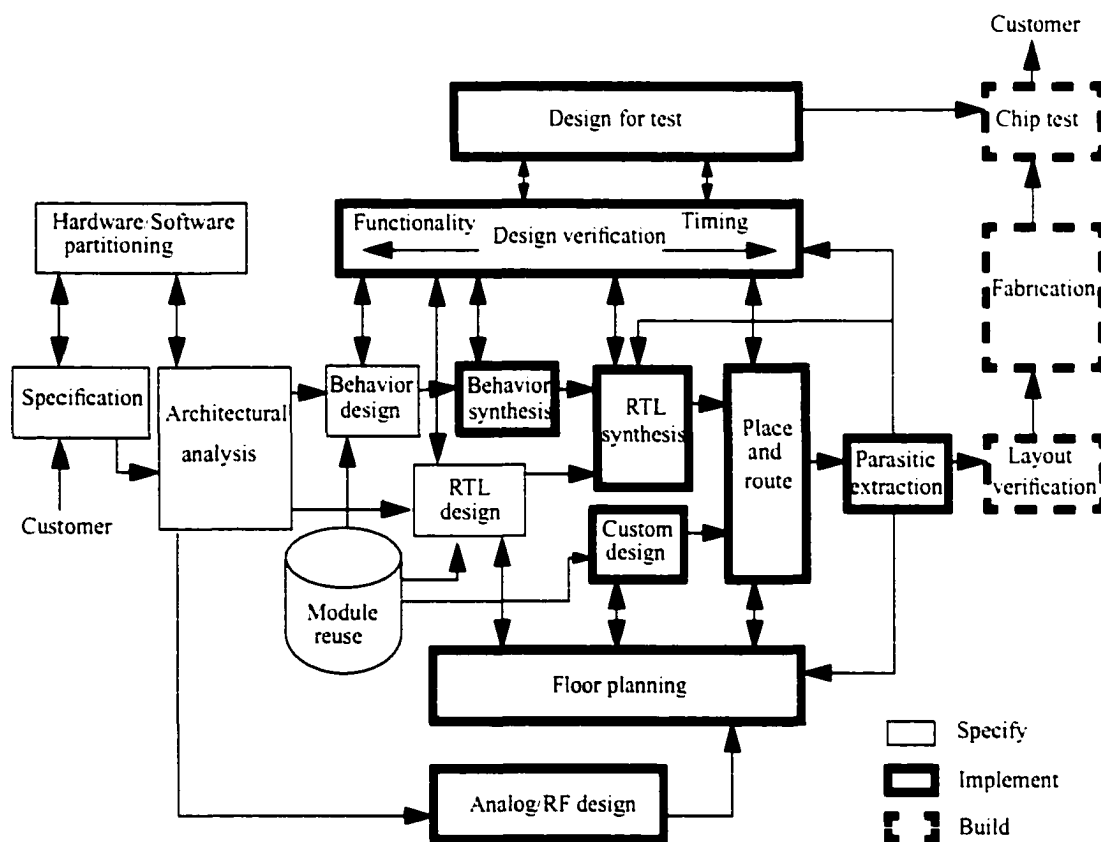 Customer
Design for test
Chip test
Hardware/Software
partitioning
Functionality
Timing
Design verification
Fabrication
Specification
Architectural
analysis
Behavior
design
Behavior
synthesis
RTL
synthesis
Place
and
route
Parasitic
extraction
Layout
verification
RTL
design
Custom
design
Customer
Module
reuse
Floor planning
Specify
Implement
Analog/RF design
Build